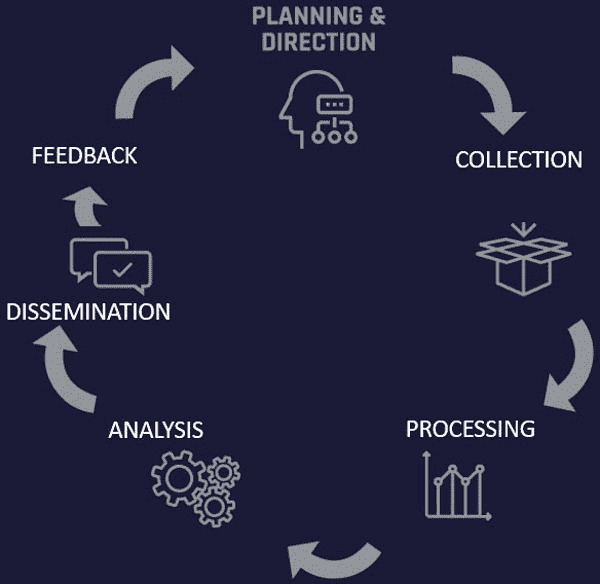 PLANNING &
DIRECTION
COLLECTION
PROCESSING
ANALYSIS
DISSEMINATION
FEEDBACK